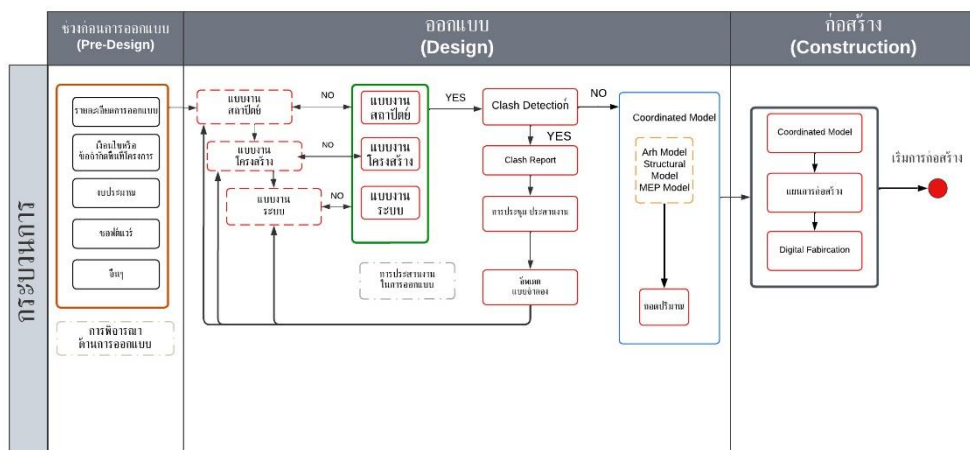 ช่วงก่อนการออกแบบ
(Pre-Design)
ออกแบบ
(Design)
ก่อสร้าง
(Construction)
กระบวนการ
รายละเอียดการออกแบบ
เงื่อนไขหรือ
ข้อจำกัดพื้นที่โครงการ
งบประมาณ
ซอฟต์แวร์
อื่นๆ
การพิจารณา
ด้านการออกแบบ
แบบงาน
สถาปัตย์
NO
แบบงาน
โครงสร้าง
NO
แบบงาน
ระบบ
NO
แบบงาน
สถาปัตย์
แบบงาน
โครงสร้าง
แบบงาน
ระบบ
การประสานงาน
ในการออกแบบ
YES
Clash Detection
NO
YES
Clash Report
การประชุม ประสานงาน
อัพเดต
แบบจำลอง
Coordinated Model
Arh Model
Structural
Model
MEP Model
ถอดปริมาณ
Coordinated Model
แผนการก่อสร้าง
Digital Fabircation
เริ่มการก่อสร้าง